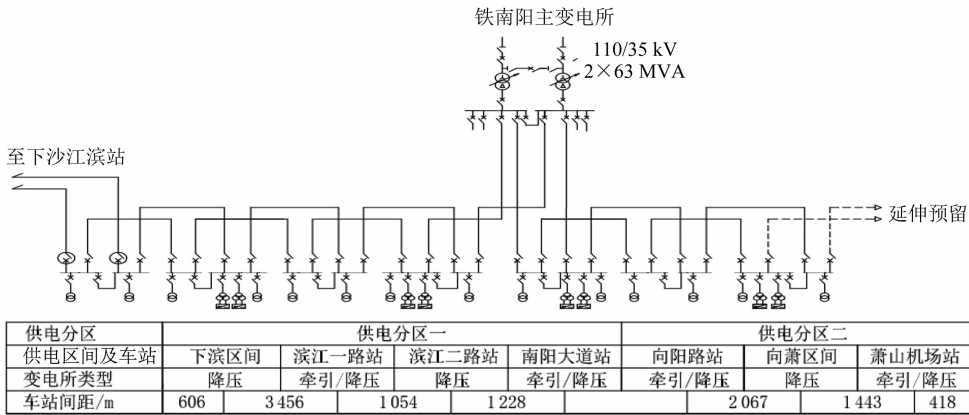 铁南阳主变电所
110/35 kV
2×63 MVA
至下沙江滨站
延伸预留
供电分区 供电分区一 供电分区二
供电区间及车站 下滨区间 滨江一路站 滨江二路站 南阳大道站 向阳路站 向萧区间 萧山机场站
变电所类型 降压 牵引/降压 降压 牵引/降压 牵引/降压 降压 牵引/降压
车站间距/m 606 3 456 1 054 1 228 2 067 1 443 418